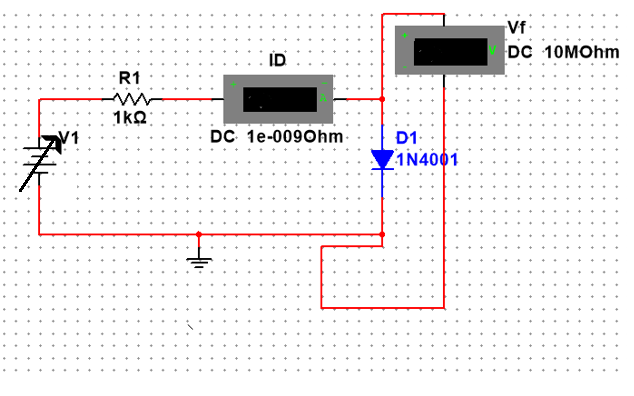 Vf
DC 10MOhm
ID
R1
1kΩ
DC 1e-009Ohm
V1
D1
1N4001
+
V
+
A